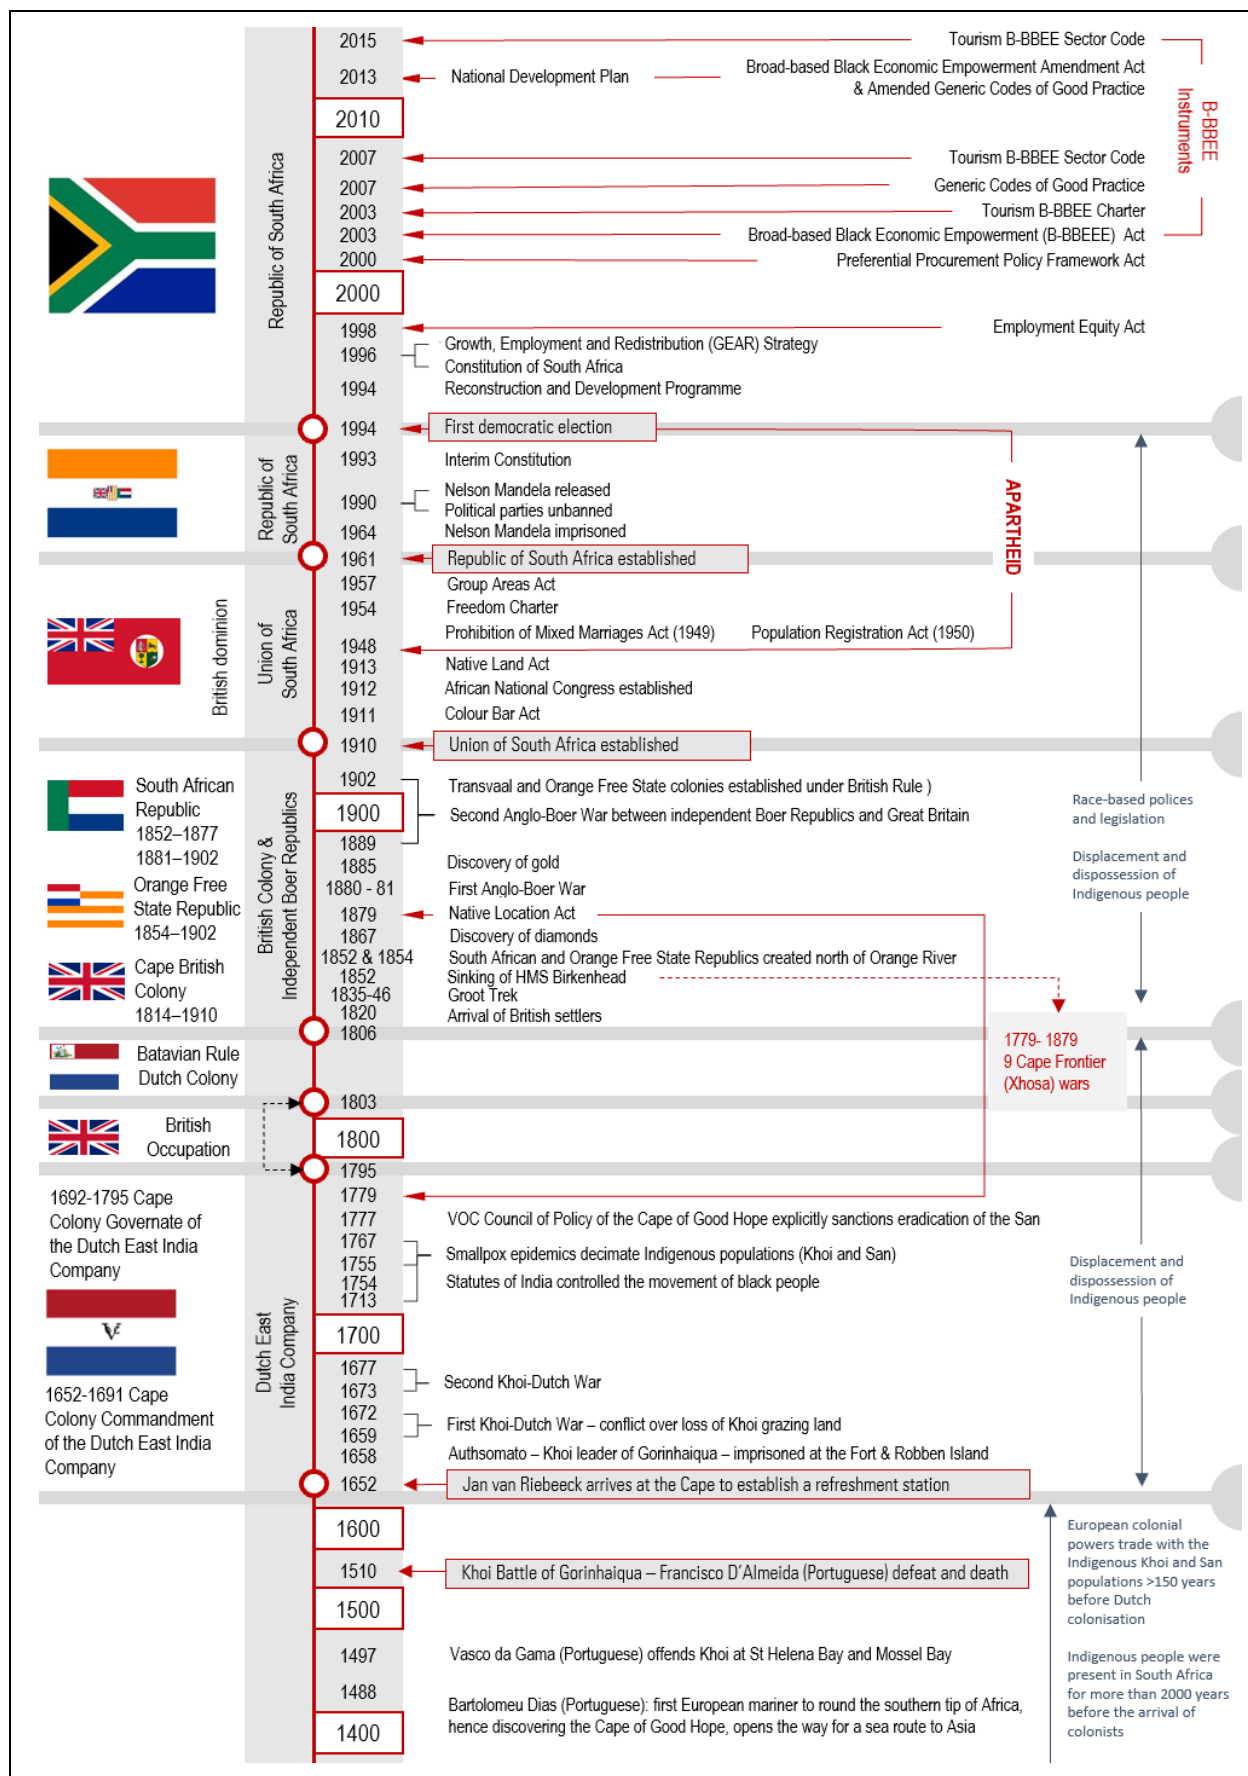 2015 Tourism B-BBEE Sector Code
2013 National Development Plan Broad-based Black Economic Empowerment Amendment Act
& Amended Generic Codes of Good Practice
B-BBEE
Instruments
2010
2007 Tourism B-BBEE Sector Code
2007 Generic Codes of Good Practice
2003 Tourism B-BBEE Charter
2003 Broad-based Black Economic Empowerment (B-BBEEE) Act
2000 Preferential Procurement Policy Framework Act
Republic of South Africa
2000
1998 Employment Equity Act
Growth, Employment and Redistribution (GEAR) Strategy
1996
Constitution of South Africa
1994 Reconstruction and Development Programme
1994 First democratic election
1993 Interim Constitution
Republic of
South Africa
Nelson Mandela released
1990
Political parties unbanned
1964 Nelson Mandela imprisoned
APARTHEID
1961 Republic of South Africa established
1957 Group Areas Act
1954 Freedom Charter
Prohibition of Mixed Marriages Act (1949) Population Registration Act (1950)
1948
British dominion
Union of
South Africa
1913 Native Land Act
1912 African National Congress established
1911 Colour Bar Act
1910 Union of South Africa established
South African
Republic
1852–1877
1881–1902
Orange Free
State Republic
1854–1902
Cape British
Colony
1814–1910
British Colony &
Independent Boer Republics
1902 Transvaal and Orange Free State colonies established under British Rule )
1900 Second Anglo-Boer War between independent Boer Republics and Great Britain
1889
1885 Discovery of gold
1880 - 81 First Anglo-Boer War
1879 Native Location Act
1867 Discovery of diamonds
1852 & 1854 South African and Orange Free State Republics created north of Orange River
1852 Sinking of HMS Birkenhead
1835-46 Groot Trek
1820 Arrival of British settlers
1806
Race-based polices
and legislation
Displacement and
dispossession of
Indigenous people
1779- 1879
9 Cape Frontier
(Xhosa) wars
Batavian Rule
Dutch Colony
1803
British
Occupation
1800
1795
1779
1692-1795 Cape
Colony Governate of
the Dutch East India
Company
1777 VOC Council of Policy of the Cape of Good Hope explicitly sanctions eradication of the San
1767
Smallpox epidemics decimate Indigenous populations (Khoi and San)
1755
1754 Statutes of India controlled the movement of black people
1713
Displacement and
dispossession of
Indigenous people
Dutch East
India Company
1700
1677
Second Khoi-Dutch War
1673
1652-1691 Cape
Colony Commandment
of the Dutch East India
Company
1672
First Khoi-Dutch War – conflict over loss of Khoi grazing land
1659
1658 Authsomato – Khoi leader of Gorinhaiqua – imprisoned at the Fort & Robben Island
1652 Jan van Riebeeck arrives at the Cape to establish a refreshment station
1600
1510 Khoi Battle of Gorinhaiqua – Francisco D'Almeida (Portuguese) defeat and death
1500
1497 Vasco da Gama (Portuguese) offends Khoi at St Helena Bay and Mossel Bay
1488
Bartolomeu Dias (Portuguese): first European mariner to round the southern tip of Africa,
hence discovering the Cape of Good Hope, opens the way for a sea route to Asia
1400
European colonial
powers trade with the
Indigenous Khoi and San
populations >150 years
before Dutch
colonisation
Indigenous people were
present in South Africa
for more than 2000 years
before the arrival of
colonists